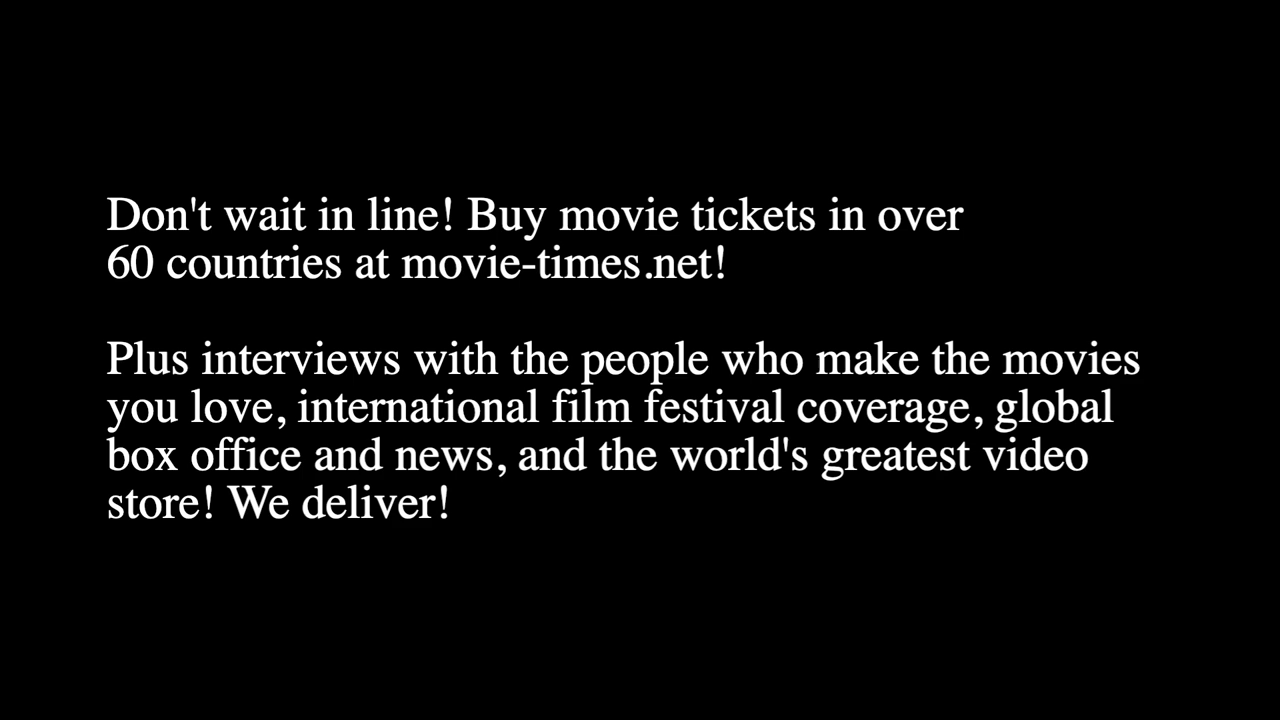 Don't wait in line! Buy movie tickets in over
60 countries at movie-times.net!
Plus interviews with the people who make the movies
you love, international film festival coverage, global
box office and news, and the world's greatest video
store! We deliver!